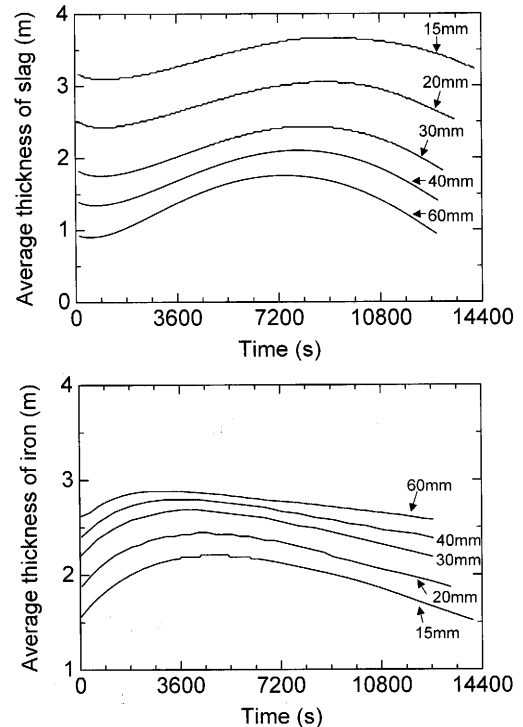 Average thickness of slag (m)
4
3
2
1
0
15mm
20mm
30mm
40mm
60mm
0 3600 7200 10800 14400
Time (s)
Average thickness of iron (m)
4
3
2
1
60mm
40mm
30mm
20mm
15mm
0 3600 7200 10800 14400
Time (s)